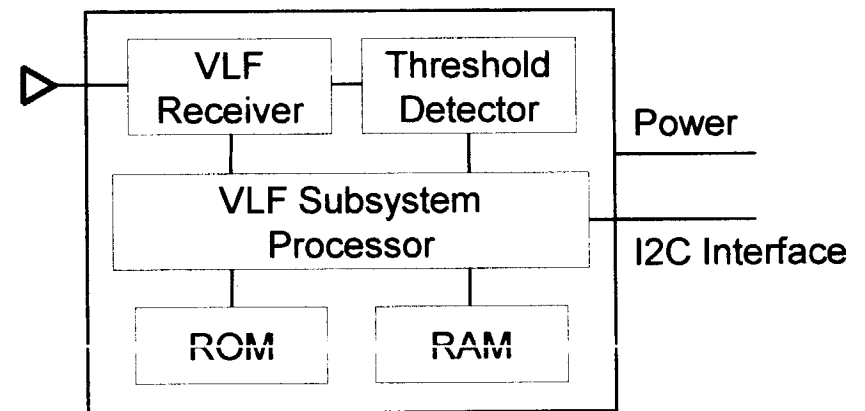 VLF
Receiver
Threshold
Detector
Power
VLF Subsystem
Processor
I2C Interface
ROM
RAM